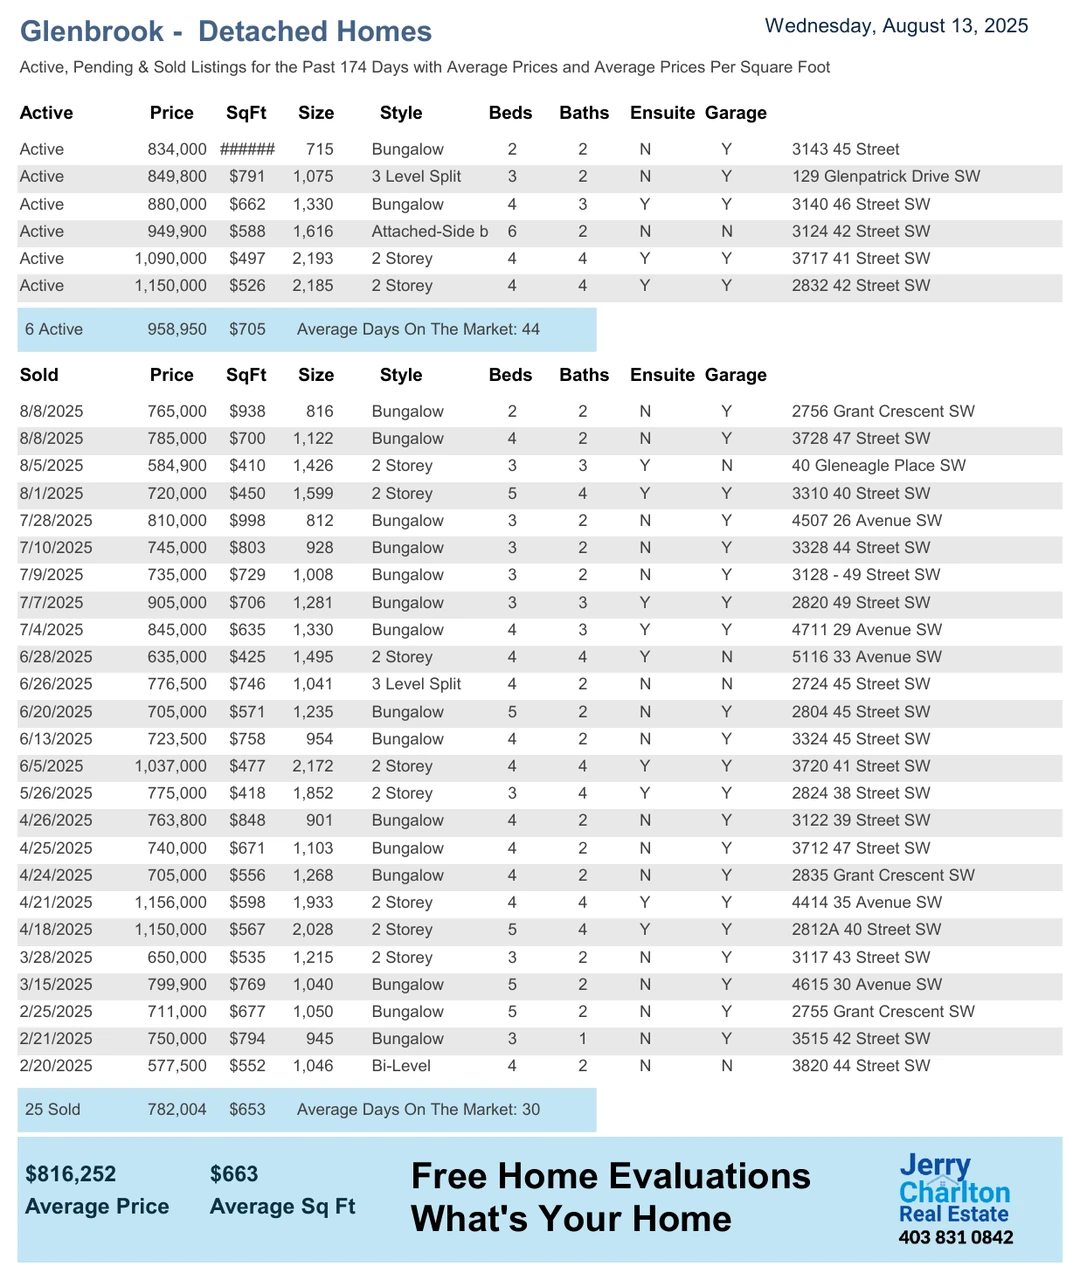 Glenbrook - Detached Homes
Wednesday, August 13, 2025
Active, Pending & Sold Listings for the Past 174 Days with Average Prices and Average Prices Per Square Foot
Active Price SqFt Size Style Beds Baths Ensuite Garage
Active 834,000 ###### 715 Bungalow 2 2 N Y 3143 45 Street
Active 849,800 $791 1,075 3 Level Split 3 2 N Y 129 Glenpatrick Drive SW
Active 880,000 $662 1,330 Bungalow 4 3 Y Y 3140 46 Street SW
Active 949,900 $588 1,616 Attached-Side b 6 2 N N 3124 42 Street SW
Active 1,090,000 $497 2,193 2 Storey 4 4 Y Y 3717 41 Street SW
Active 1,150,000 $526 2,185 2 Storey 4 4 Y Y 2832 42 Street SW
6 Active 958,950 $705 Average Days On The Market: 44
Sold Price SqFt Size Style Beds Baths Ensuite Garage
8/8/2025 765,000 $938 816 Bungalow 2 2 N Y 2756 Grant Crescent SW
8/8/2025 785,000 $700 1,122 Bungalow 4 2 N Y 3728 47 Street SW
8/5/2025 584,900 $410 1,426 2 Storey 3 3 Y N 40 Gleneagle Place SW
8/1/2025 720,000 $450 1,599 2 Storey 5 4 Y Y 3310 40 Street SW
7/28/2025 810,000 $998 812 Bungalow 3 2 N Y 4507 26 Avenue SW
7/10/2025 745,000 $803 928 Bungalow 3 2 N Y 3328 44 Street SW
7/9/2025 735,000 $729 1,008 Bungalow 3 2 N Y 3128 - 49 Street SW
7/7/2025 905,000 $706 1,281 Bungalow 3 3 Y Y 2820 49 Street SW
7/4/2025 845,000 $635 1,330 Bungalow 4 3 Y Y 4711 29 Avenue SW
6/28/2025 635,000 $425 1,495 2 Storey 4 4 Y N 5116 33 Avenue SW
6/26/2025 776,500 $746 1,041 3 Level Split 4 2 N N 2724 45 Street SW
6/20/2025 705,000 $571 1,235 Bungalow 5 2 N Y 2804 45 Street SW
6/13/2025 723,500 $758 954 Bungalow 4 2 N Y 3324 45 Street SW
6/5/2025 1,037,000 $477 2,172 2 Storey 4 4 Y Y 3720 41 Street SW
5/26/2025 775,000 $418 1,852 2 Storey 3 4 Y Y 2824 38 Street SW
4/26/2025 763,800 $848 901 Bungalow 4 2 N Y 3122 39 Street SW
4/25/2025 740,000 $671 1,103 Bungalow 4 2 N Y 3712 47 Street SW
4/24/2025 705,000 $556 1,268 Bungalow 4 2 N Y 2835 Grant Crescent SW
4/21/2025 1,156,000 $598 1,933 2 Storey 4 4 Y Y 4414 35 Avenue SW
4/18/2025 1,150,000 $567 2,028 2 Storey 5 4 Y Y 2812A 40 Street SW
3/28/2025 650,000 $535 1,215 2 Storey 3 2 N Y 3117 43 Street SW
3/15/2025 799,900 $769 1,040 Bungalow 5 2 N Y 4615 30 Avenue SW
2/25/2025 711,000 $677 1,050 Bungalow 5 2 N Y 2755 Grant Crescent SW
2/21/2025 750,000 $794 945 Bungalow 3 1 N Y 3515 42 Street SW
2/20/2025 577,500 $552 1,046 Bi-Level 4 2 N N 3820 44 Street SW
25 Sold 782,004 $653 Average Days On The Market: 30
$816,252 $663
Average Price Average Sq Ft
Free Home Evaluations
What's Your Home
Jerry
Charlton
Real Estate
403 831 0842